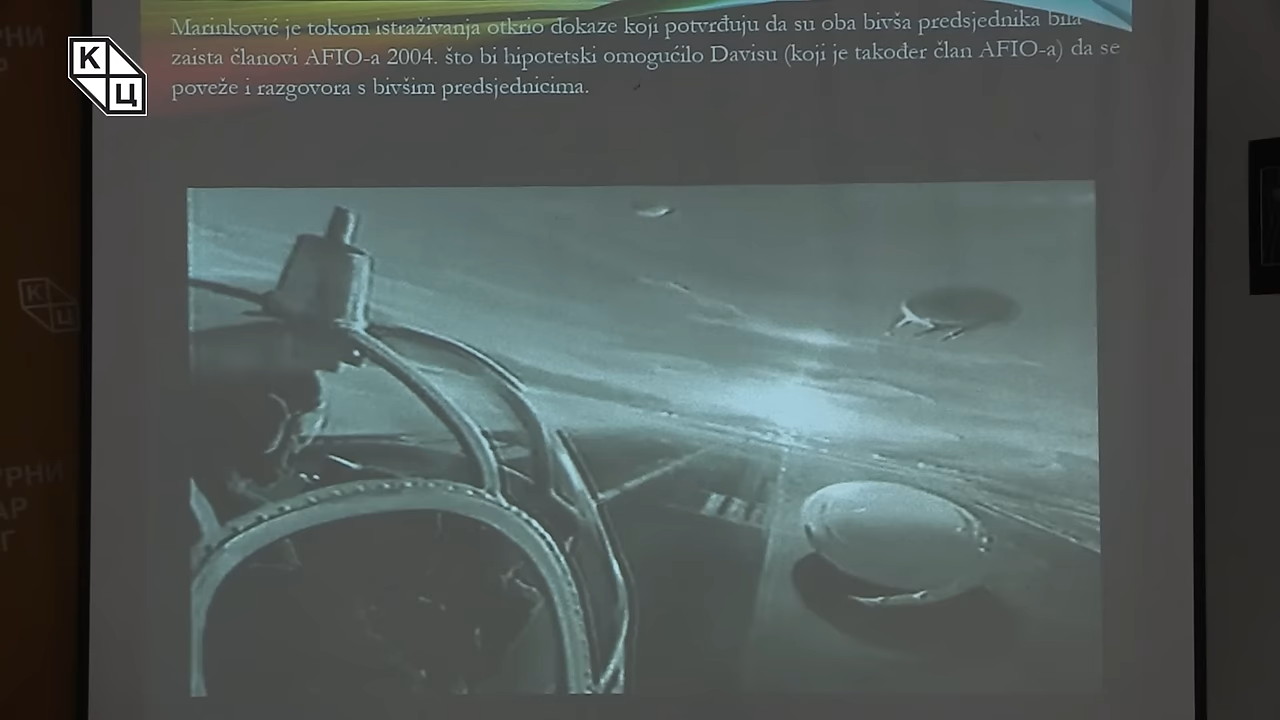 Marinković je tokom istraživanja otkrio dokaze koji potvrđuju da su oba bivša predsjednika bila
zaista članovi AFIO-a 2004. što bi hipotetski omogućilo Davisu (koji je također član AFIO-a) da se
poveže i razgovora s bivšim predsjednicima.
К
Ц
К
Ц